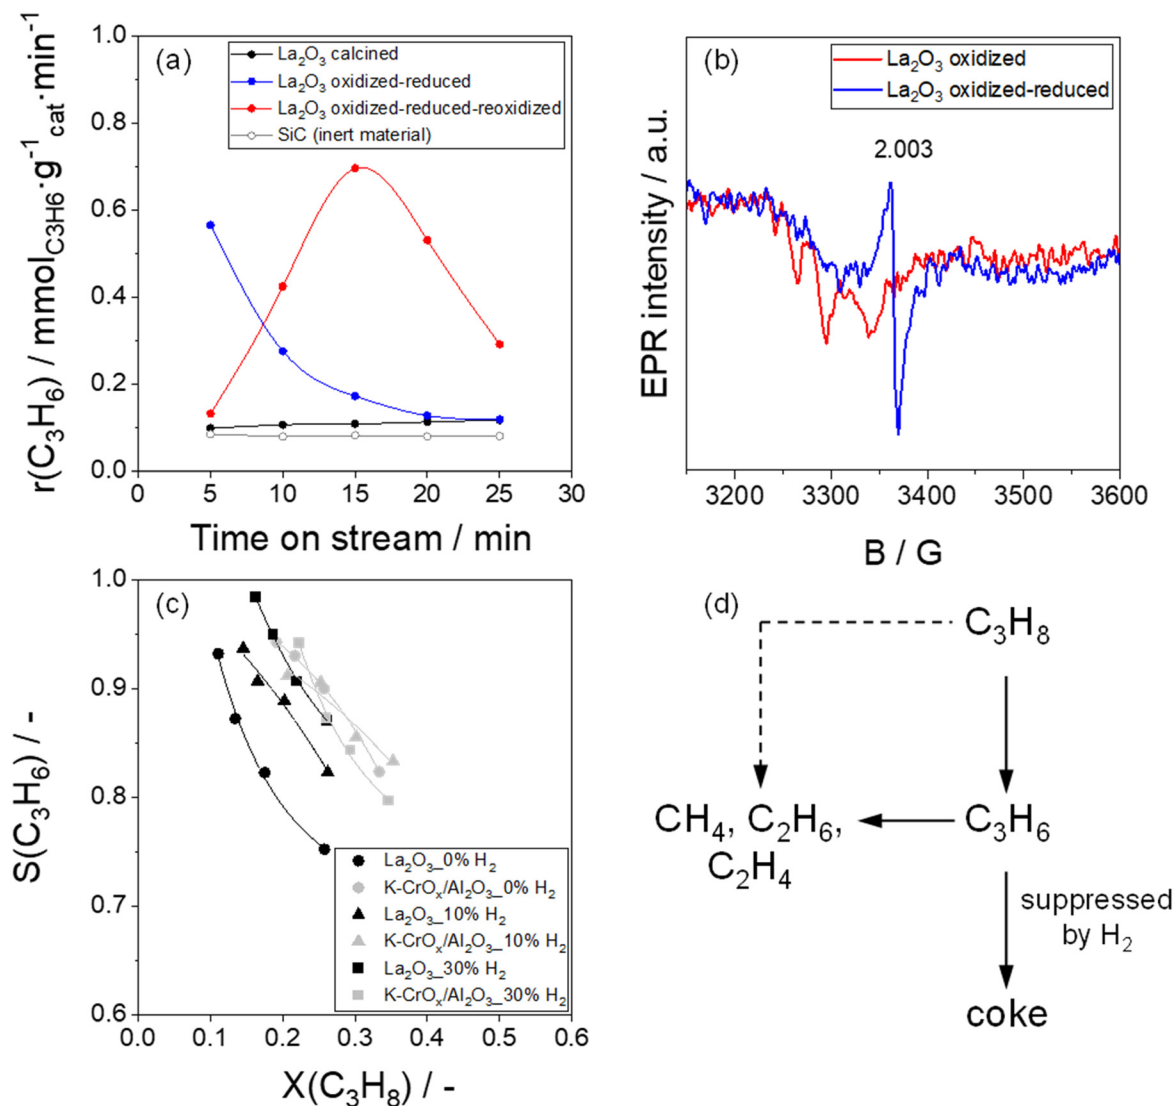 (a)
La₂O₃ calcined
La₂O₃ oxidized-reduced
La₂O₃ oxidized-reduced-reoxidized
SiC (inert material)
r(C₃H₆) / mmol_C3H6·g⁻¹_cat·min⁻¹
1.0
0.8
0.6
0.4
0.2
0.0
0 5 10 15 20 25 30
Time on stream / min
(b)
La₂O₃ oxidized
La₂O₃ oxidized-reduced
2.003
EPR intensity / a.u.
3200 3300 3400 3500 3600
B / G
(c)
S(C₃H₆) / -
1.0
0.9
0.8
0.7
0.6
La₂O₃_0% H₂
K-CrOₓ/Al₂O₃_0% H₂
La₂O₃_10% H₂
K-CrOₓ/Al₂O₃_10% H₂
La₂O₃_30% H₂
K-CrOₓ/Al₂O₃_30% H₂
0.0 0.1 0.2 0.3 0.4 0.5 0.6
X(C₃H₈) / -
(d)
C₃H₈
CH₄, C₂H₆,
C₂H₄
C₃H₆
suppressed
by H₂
coke